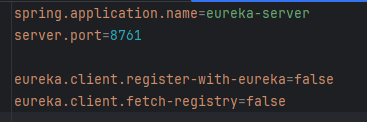 spring.application.name=eureka-server
server.port=8761
eureka.client.register-with-eureka=false
eureka.client.fetch-registry=false